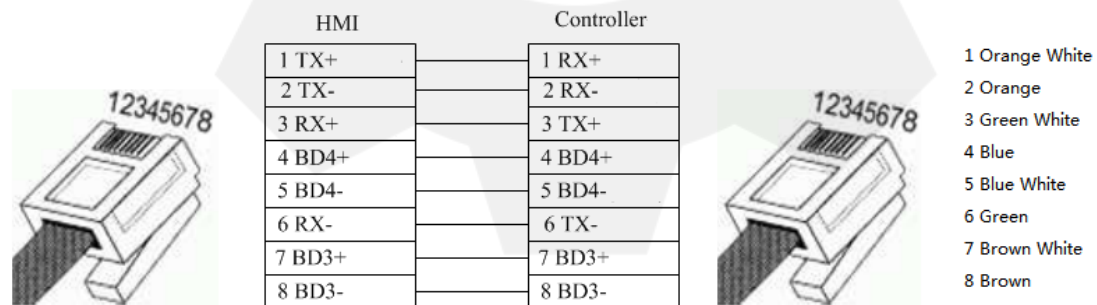 HMI Controller
12345678
1 TX+ 1 RX+
2 TX- 2 RX-
3 RX+ 3 TX+
4 BD4+ 4 BD4+
5 BD4- 5 BD4-
6 RX- 6 TX-
7 BD3+ 7 BD3+
8 BD3- 8 BD3-
12345678
1 Orange White
2 Orange
3 Green White
4 Blue
5 Blue White
6 Green
7 Brown White
8 Brown